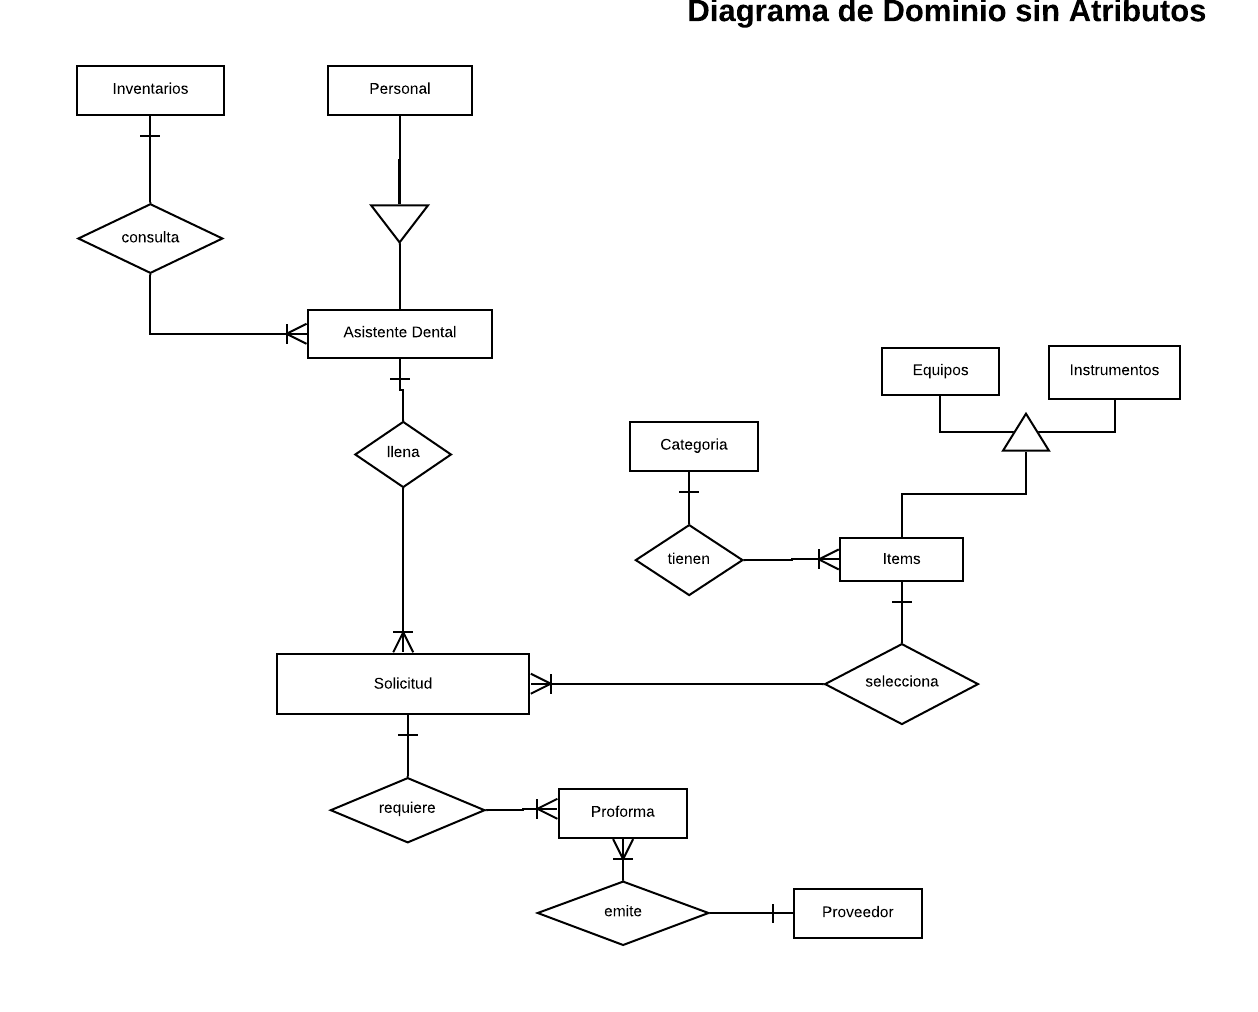 Diagrama de Dominio sin Atributos
Inventarios
Personal
consulta
Asistente Dental
Equipos
Instrumentos
llena
Categoria
tienen
Items
Solicitud
selecciona
requiere
Proforma
emite
Proveedor